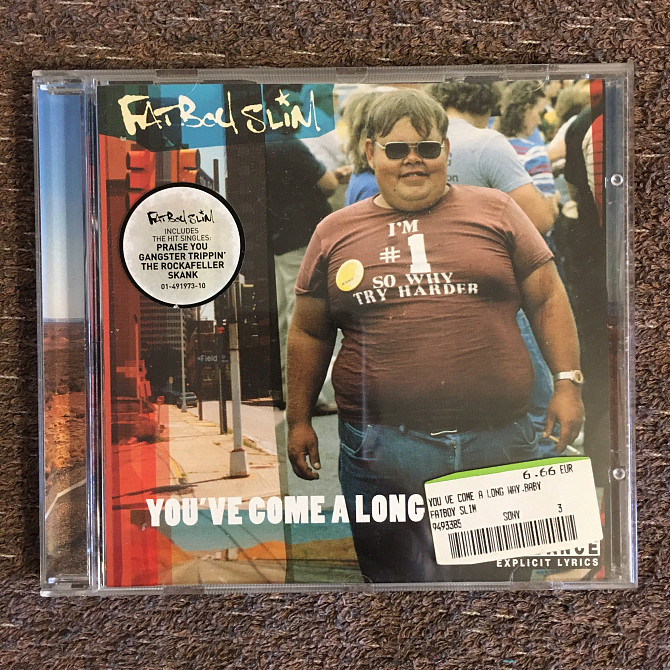 FATBOY SLIM
FATBOY SLIM
INCLUDES
THE HIT SINGLES:
PRAISE YOU
GANGSTER TRIPPIN'
THE ROCKAFELLER
SKANK
01-491973-10
I'M
#1
SO WHY
TRY HARDER
Field
YOU'VE COME A LONG
6.66 EUR
YOU VE COME A LONG WAY.BABY
FATBOY SLIM
9493385 SONY 3
EXPLICIT LYRICS